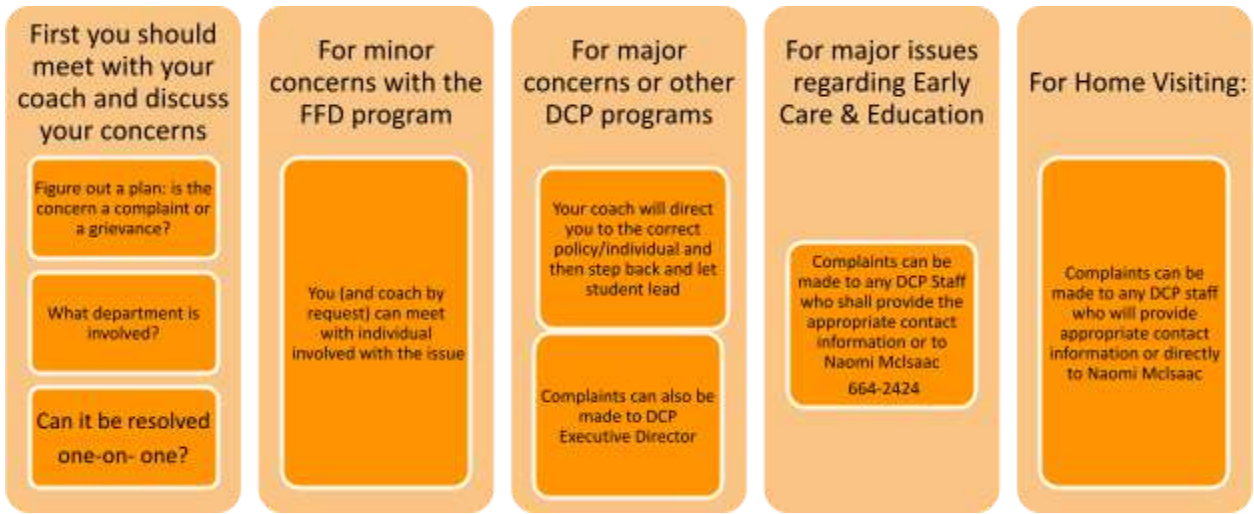 First you should
meet with your
coach and discuss
your concerns
Figure out a plan: is the
concern a complaint or
a grievance?
What department is
involved?
Can it be resolved
one-on- one?
For minor
concerns with the
FFD program
You (and coach by
request) can meet
with individual
involved with the issue
For major
concerns or other
DCP programs
Your coach will direct
you to the correct
policy/individual and
then step back and let
student lead
Complaints can also be
made to DCP
Executive Director
For major issues
regarding Early
Care & Education
Complaints can be
made to any DCP Staff
who shall provide the
appropriate contact
information or to
Naomi McIsaac
664-2424
For Home Visiting:
Complaints can be
made to any DCP staff
who will provide
appropriate contact
information or directly
to Naomi McIsaac